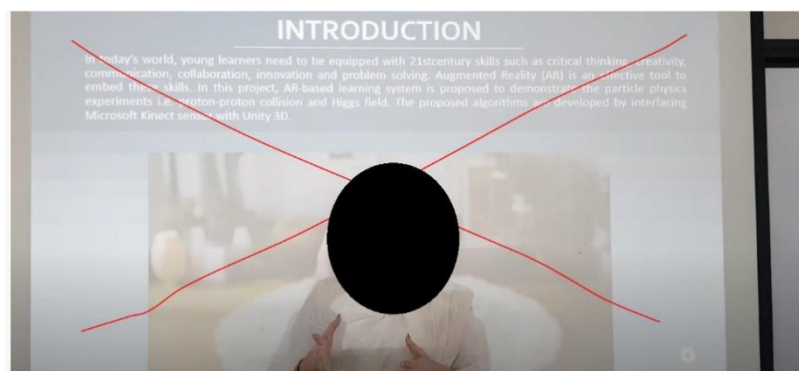 INTRODUCTION
In today's world, young learners need to be equipped with 21stcentury skills such as critical thinking, creativity,
communication, collaboration, innovation and problem solving. Augmented Reality (AR) is an effective tool to
embed these skills. In this project, AR-based learning system is proposed to demonstrate the particle physics
experiments i.e. proton-proton collision and Higgs field. The proposed algorithms are developed by interfacing
Microsoft Kinect sensor with Unity 3D.